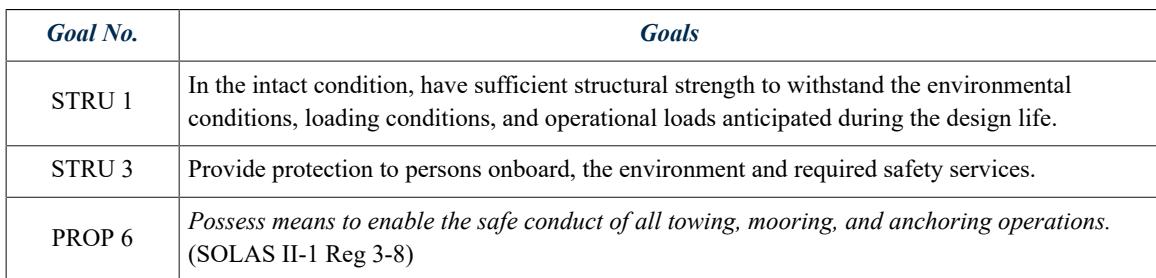 Goal No. Goals
STRU 1
In the intact condition, have sufficient structural strength to withstand the environmental
conditions, loading conditions, and operational loads anticipated during the design life.
STRU 3 Provide protection to persons onboard, the environment and required safety services.
PROP 6
Possess means to enable the safe conduct of all towing, mooring, and anchoring operations.
(SOLAS II-1 Reg 3-8)